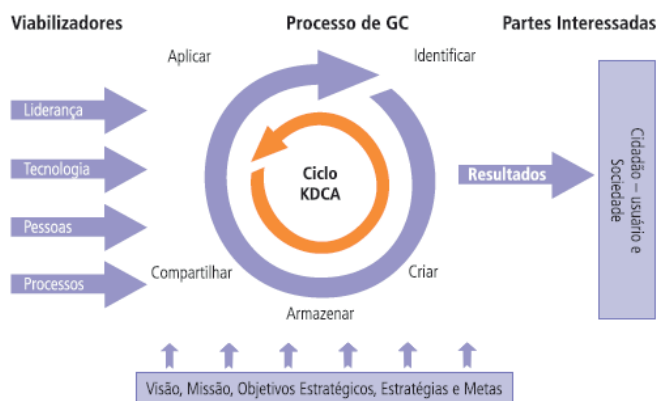 Viabilizadores
Processo de GC
Partes Interessadas
Aplicar
Identificar
Liderança
Tecnologia
Pessoas
Processos
Ciclo
KDCA
Resultados
Cidadão – usuário e
Sociedade
Compartilhar
Criar
Armazenar
Visão, Missão, Objetivos Estratégicos, Estratégias e Metas